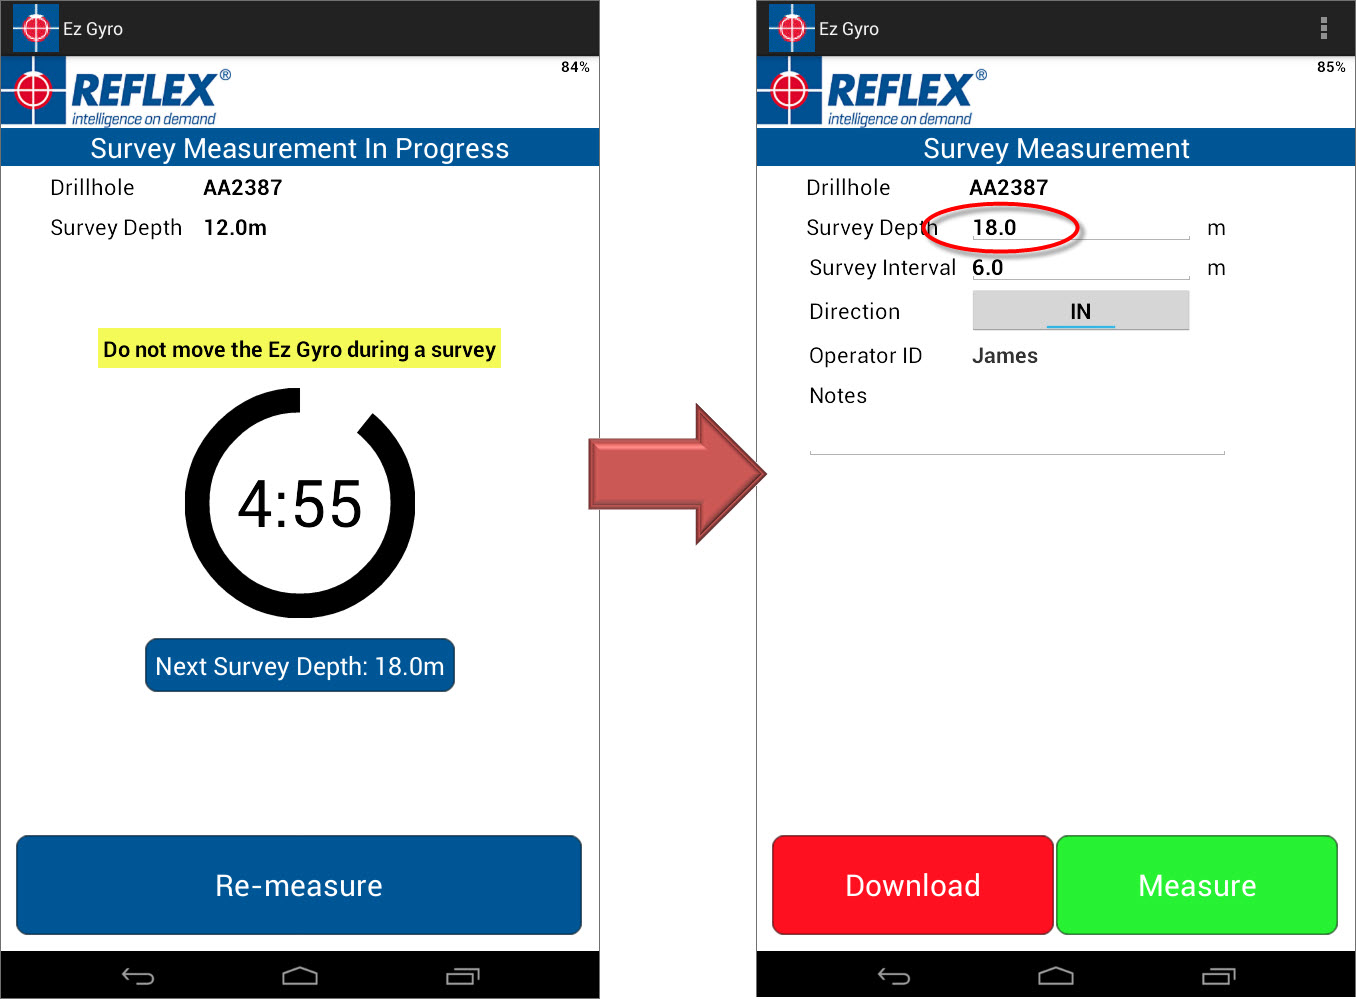 Ez Gyro
84%
REFLEX®
intelligence on demand
Survey Measurement In Progress
Drillhole AA2387
Survey Depth 12.0m
Do not move the Ez Gyro during a survey
4:55
Next Survey Depth: 18.0m
Re-measure
Ez Gyro
85%
REFLEX®
intelligence on demand
Survey Measurement
Drillhole AA2387
Survey Depth 18.0 m
Survey Interval 6.0 m
Direction IN
Operator ID James
Notes
Download Measure